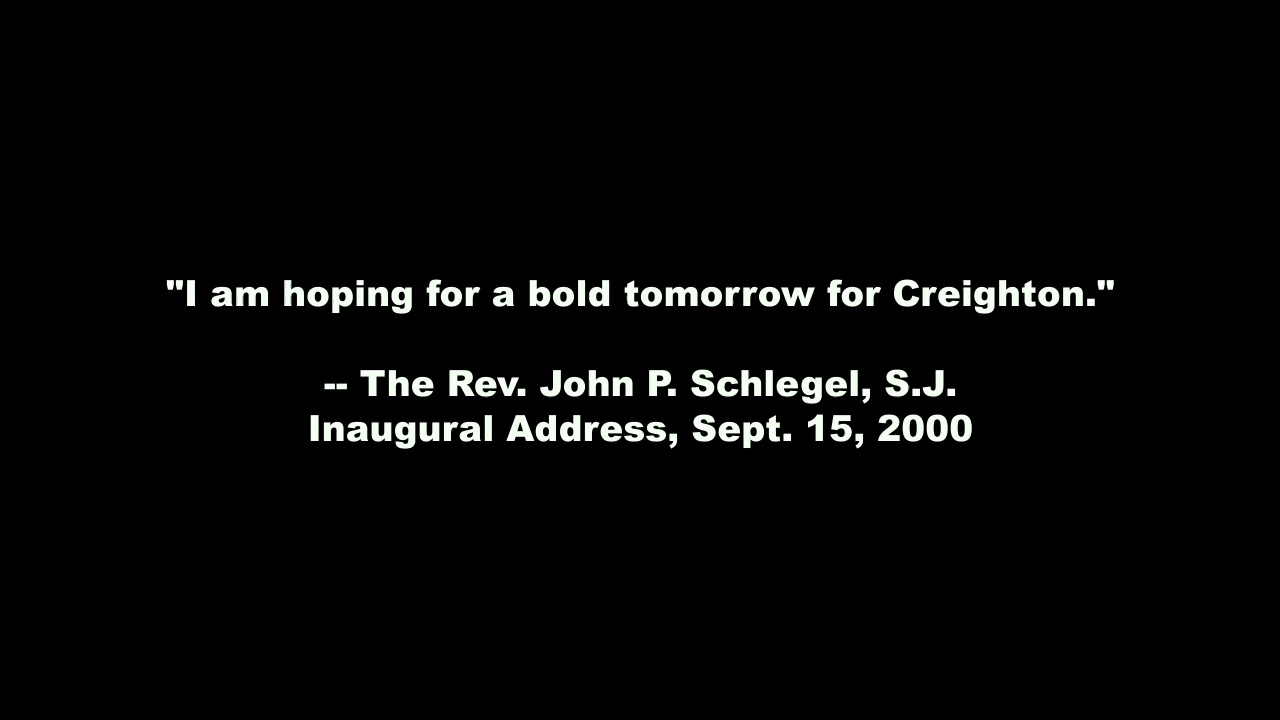 "I am hoping for a bold tomorrow for Creighton."
-- The Rev. John P. Schlegel, S.J.
Inaugural Address, Sept. 15, 2000